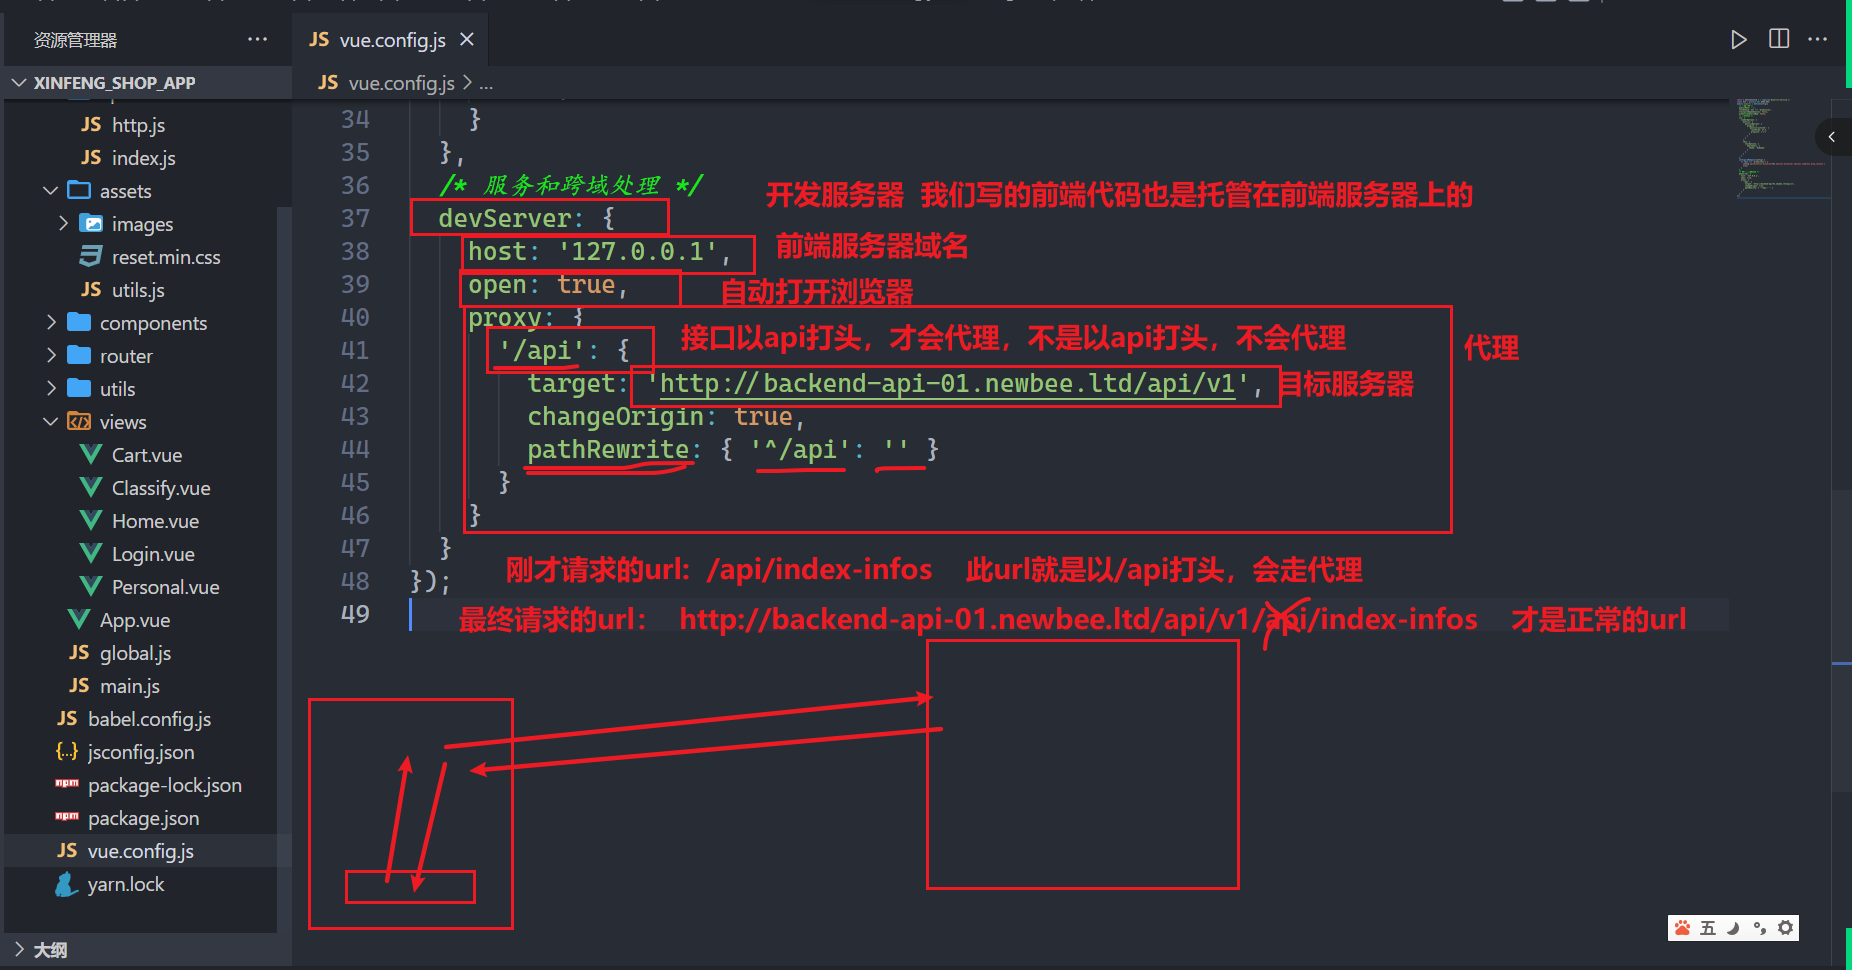 资源管理器
JS vue.config.js
XINFENG_SHOP_APP
JS vue.config.js > ...
JS http.js
JS index.js
assets
images
reset.min.css
JS utils.js
components
router
utils
views
Cart.vue
Classify.vue
Home.vue
Login.vue
Personal.vue
App.vue
JS global.js
JS main.js
JS babel.config.js
{..} jsconfig.json
npm package-lock.json
npm package.json
JS vue.config.js
yarn.lock
大纲
34 }
35 },
36 /* 服务和跨域处理 */
开发服务器 我们写的前端代码也是托管在前端服务器上的
37 devServer: {
38 host: '127.0.0.1', 前端服务器域名
39 open: true, 自动打开浏览器
40 proxy: {
41 '/api': { 接口以api打头，才会代理，不是以api打头，不会代理
代理
42 target: 'http://backend-api-01.newbee.ltd/api/v1', 目标服务器
43 changeOrigin: true,
44 pathRewrite: { '^/api': '' }
45 }
46 }
47 }
刚才请求的url: /api/index-infos 此url就是以/api打头，会走代理
48 });
49
最终请求的url： http://backend-api-01.newbee.ltd/api/v1/api/index-infos 才是正常的url
五